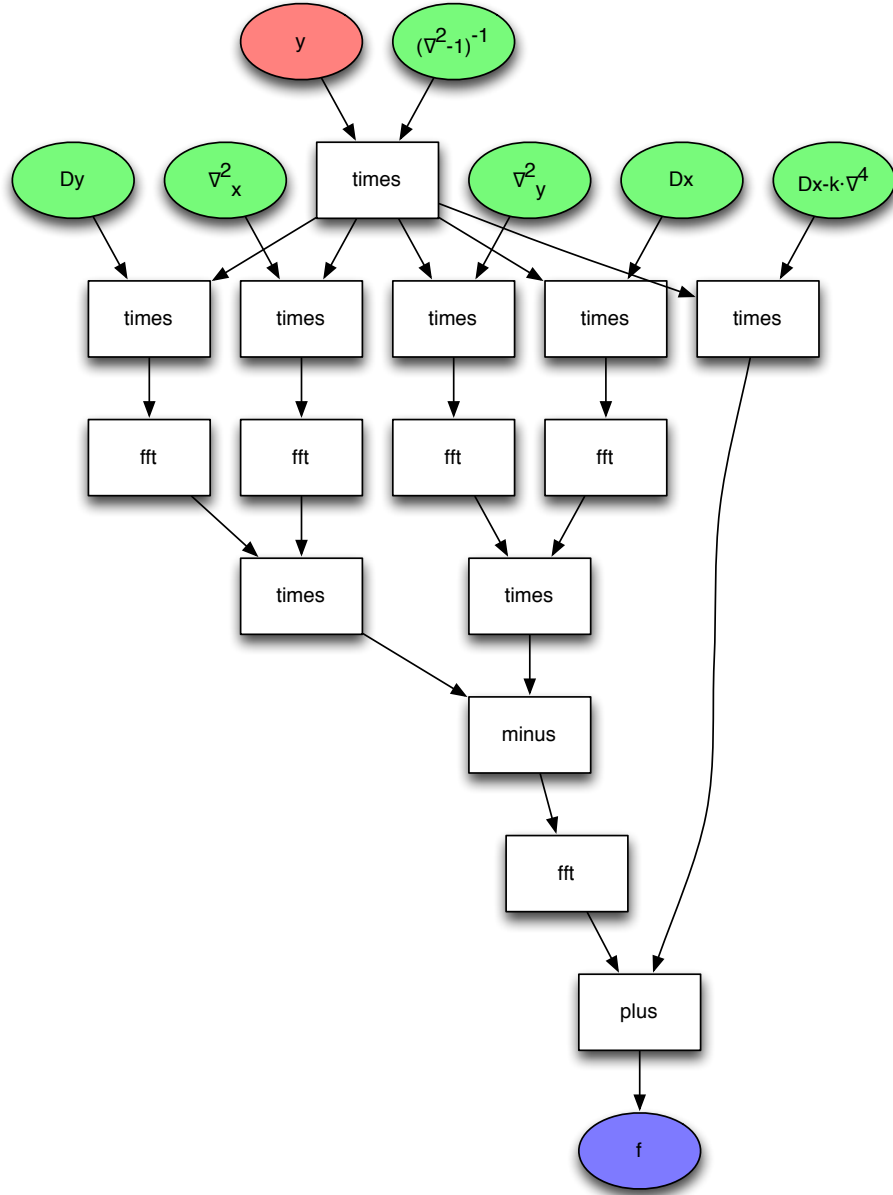 y
(∇²-1)⁻¹
Dy
∇²x
times
∇²y
Dx
Dx-k·∇⁴
times
times
times
times
times
fft
fft
fft
fft
times
times
minus
fft
plus
f